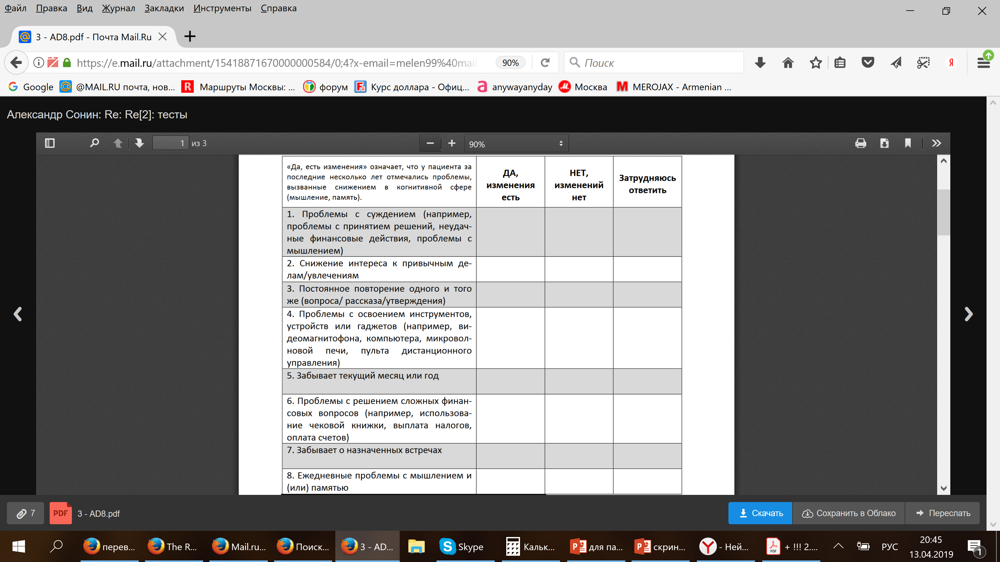 Файл Правка Вид Журнал Закладки Инструменты Справка
3 - AD8.pdf - Почта Mail.Ru
https://e.mail.ru/attachment/15418871670000000584/0;4?x-email=melen99%40mail
90%
Поиск
Google
@MAIL.RU почта, нов...
Маршруты Москвы: ...
форум
Курс доллара - Офиц...
anywayanyday
Москва
MEROJAX - Armenian ...
Александр Сонин: Re: Re[2]: тесты
1 из 3
90%
«Да, есть изменения» означает, что у пациента за
последние несколько лет отмечались проблемы,
вызванные снижением в когнитивной сфере
(мышление, память).
ДА,
изменения
есть
НЕТ,
изменений
нет
Затрудняюсь
ответить
1. Проблемы с суждением (например,
проблемы с принятием решений, неудач-
ные финансовые действия, проблемы с
мышлением)
2. Снижение интереса к привычным де-
лам/увлечениям
3. Постоянное повторение одного и того
же (вопроса/ рассказа/утверждения)
4. Проблемы с освоением инструментов,
устройств или гаджетов (например, ви-
деомагнитофона, компьютера, микровол-
новой печи, пульта дистанционного
управления)
5. Забывает текущий месяц или год
6. Проблемы с решением сложных финан-
совых вопросов (например, использова-
ние чековой книжки, выплата налогов,
оплата счетов)
7. Забывает о назначенных встречах
8. Ежедневные проблемы с мышлением и
(или) памятью
7
PDF
3 - AD8.pdf
Скачать
Сохранить в Облако
Переслать
перев...
The R...
Mail.ru...
Поиск...
3 - AD...
Skype
Кальк...
для па...
скрин...
- Ней...
+ !!! 2....
РУС
20:45
13.04.2019
1